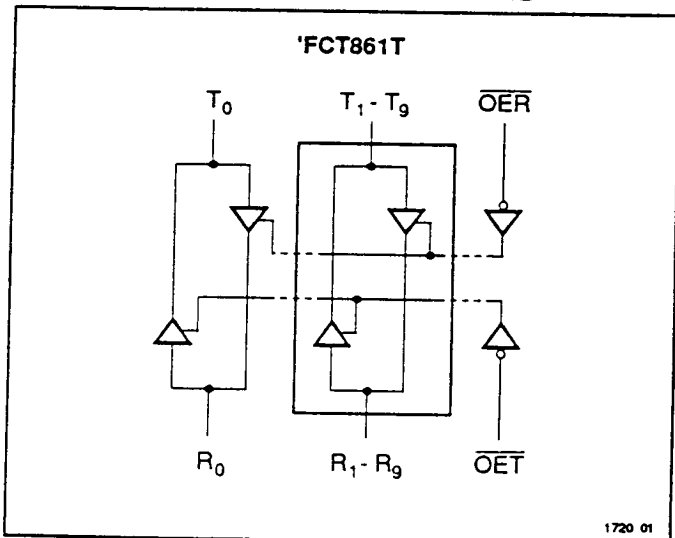 'FCT861T
T0 T1 - T9 OER
R0 R1 - R9 OET
1720 01